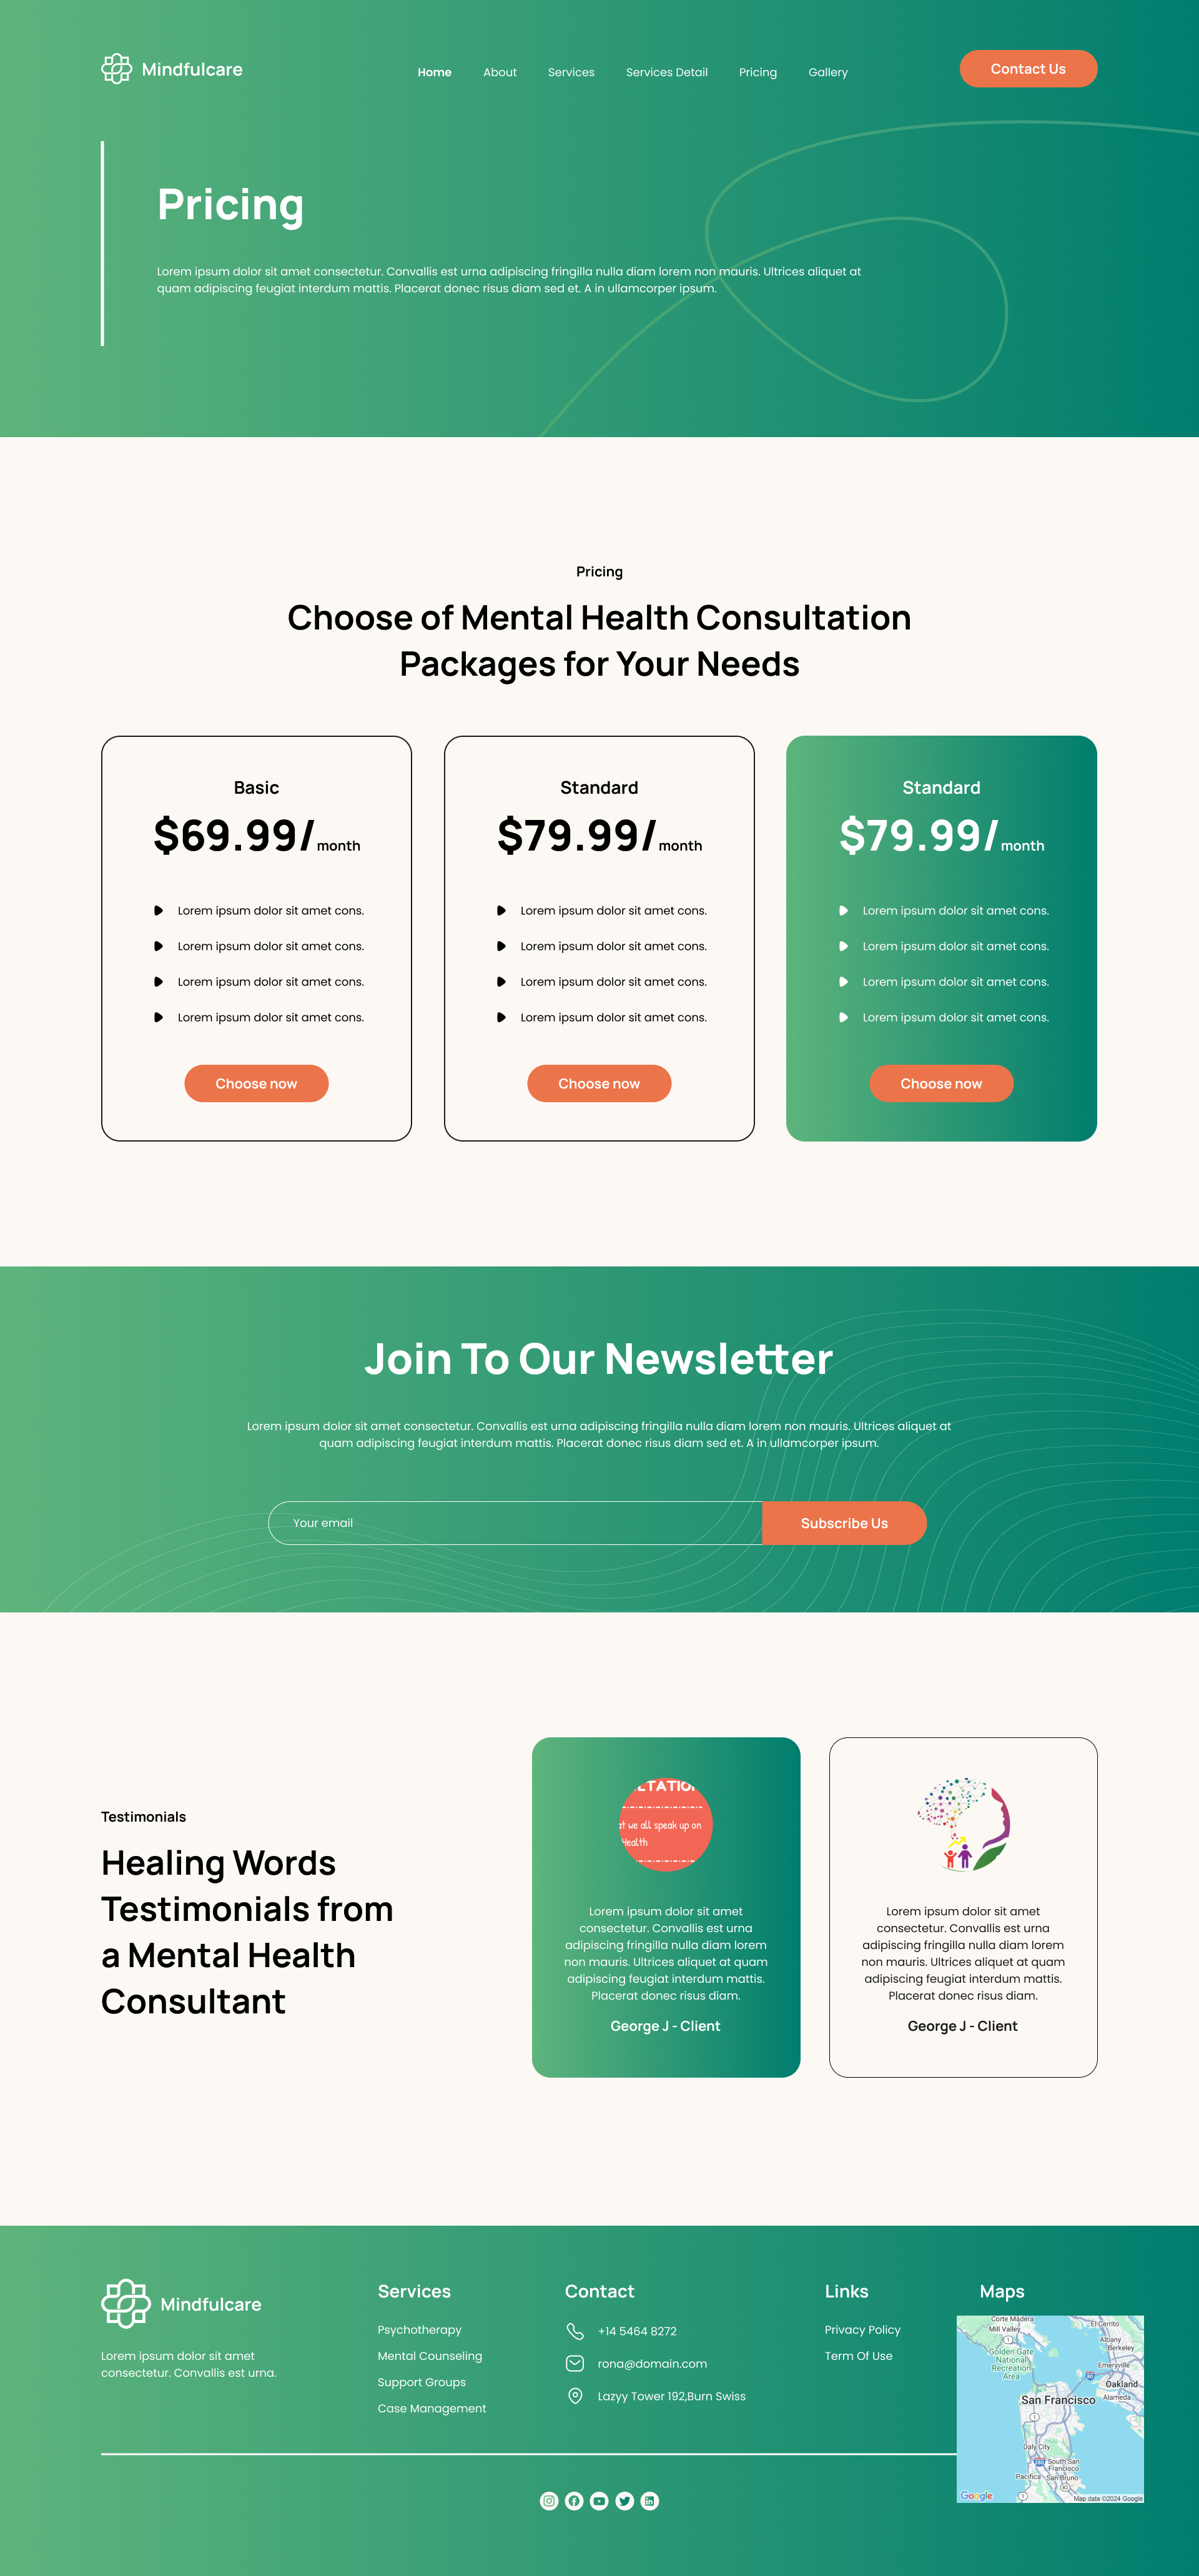 Mindfulcare
Home
About
Services
Services Detail
Pricing
Gallery
Contact Us
Pricing
Lorem ipsum dolor sit amet consectetur. Convallis est urna adipiscing fringilla nulla diam lorem non mauris. Ultrices aliquet at
quam adipiscing feugiat interdum mattis. Placerat donec risus diam sed et. A in ullamcorper ipsum.
Pricing
Choose of Mental Health Consultation
Packages for Your Needs
Basic
$69.99/month
Lorem ipsum dolor sit amet cons.
Lorem ipsum dolor sit amet cons.
Lorem ipsum dolor sit amet cons.
Lorem ipsum dolor sit amet cons.
Choose now
Standard
$79.99/month
Lorem ipsum dolor sit amet cons.
Lorem ipsum dolor sit amet cons.
Lorem ipsum dolor sit amet cons.
Lorem ipsum dolor sit amet cons.
Choose now
Standard
$79.99/month
Lorem ipsum dolor sit amet cons.
Lorem ipsum dolor sit amet cons.
Lorem ipsum dolor sit amet cons.
Lorem ipsum dolor sit amet cons.
Choose now
Join To Our Newsletter
Lorem ipsum dolor sit amet consectetur. Convallis est urna adipiscing fringilla nulla diam lorem non mauris. Ultrices aliquet at
quam adipiscing feugiat interdum mattis. Placerat donec risus diam sed et. A in ullamcorper ipsum.
Your email
Subscribe Us
Testimonials
Healing Words
Testimonials from
a Mental Health
Consultant
we all speak up on
Health
Lorem ipsum dolor sit amet
consectetur. Convallis est urna
adipiscing fringilla nulla diam lorem
non mauris. Ultrices aliquet at quam
adipiscing feugiat interdum mattis.
Placerat donec risus diam.
George J - Client
Lorem ipsum dolor sit amet
consectetur. Convallis est urna
adipiscing fringilla nulla diam lorem
non mauris. Ultrices aliquet at quam
adipiscing feugiat interdum mattis.
Placerat donec risus diam.
George J - Client
Mindfulcare
Lorem ipsum dolor sit amet
consectetur. Convallis est urna.
Services
Psychotherapy
Mental Counseling
Support Groups
Case Management
Contact
+14 5464 8272
rona@domain.com
Lazyy Tower 192,Burn Swiss
Links
Privacy Policy
Term Of Use
Maps
Corte Madera
Mill Valley
El Cerrito
1
Albany
Berkeley
Golden Gate
National
Recreation
Area
Emeryville
Oakland
San Francisco
Alameda
1
Daly City
South San
Francisco
Pacifica
San Bruno
82
1
Google
Map data ©2024 Google